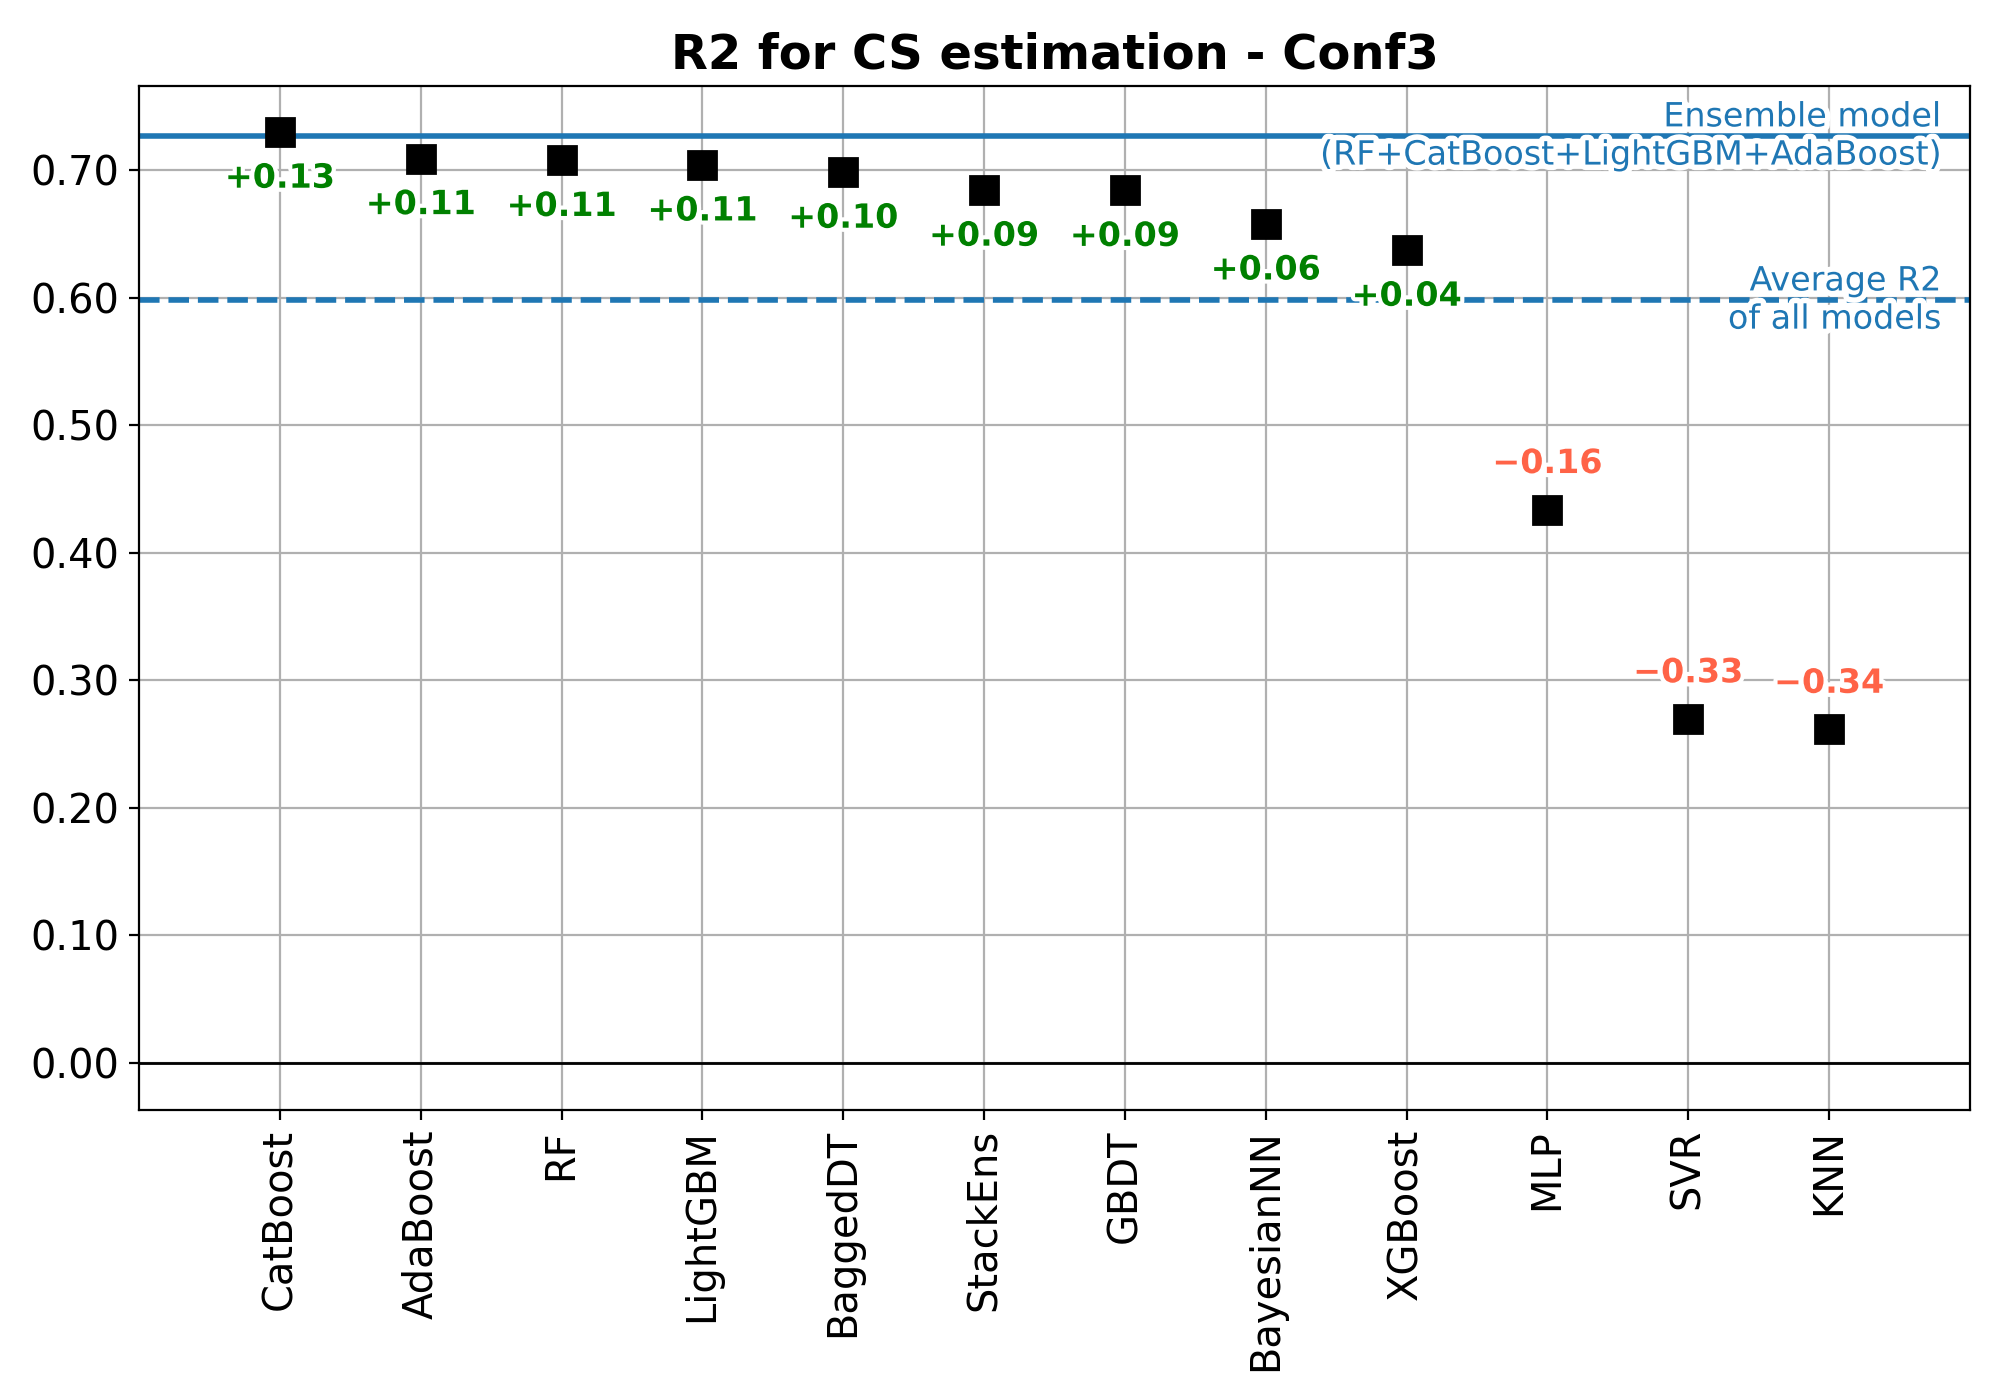 R2 for CS estimation - Conf3
Ensemble model
(RF+CatBoost+LightGBM+AdaBoost)
Average R2
of all models
0.70
0.60
0.50
0.40
0.30
0.20
0.10
0.00
+0.13
+0.11
+0.11
+0.11
+0.10
+0.09
+0.09
+0.06
+0.04
−0.16
−0.33
−0.34
CatBoost
AdaBoost
RF
LightGBM
BaggedDT
StackEns
GBDT
BayesianNN
XGBoost
MLP
SVR
KNN